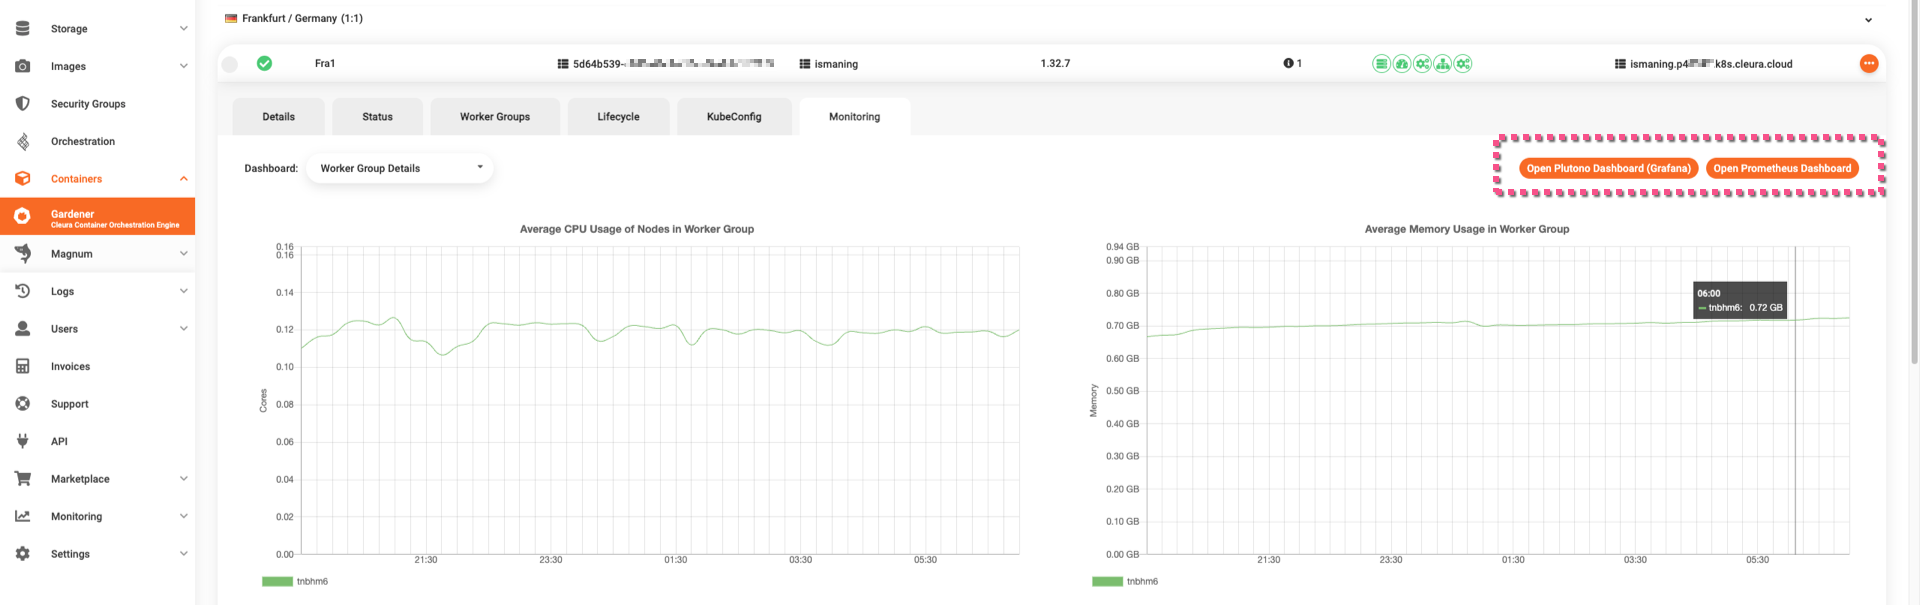 Storage
Images
Security Groups
Orchestration
Containers
Gardener
Cleura Container Orchestration Engine
Magnum
Logs
Users
Invoices
Support
API
Marketplace
Monitoring
Settings
Frankfurt / Germany (1:1)
Fra1 5d64b539- ismaning 1.32.7 1 ismaning.p4 .k8s.cleura.cloud
Details Status Worker Groups Lifecycle KubeConfig Monitoring
Dashboard: Worker Group Details Open Plutono Dashboard (Grafana) Open Prometheus Dashboard
Average CPU Usage of Nodes in Worker Group
0.16
0.16
0.14
0.12
0.10
0.08
0.06
0.04
0.02
0.00
Cores
21:30 23:30 01:30 03:30 05:30
tnbhm6
Average Memory Usage in Worker Group
0.94 GB
0.90 GB
0.80 GB
0.70 GB
0.60 GB
0.50 GB
0.40 GB
0.30 GB
0.20 GB
0.10 GB
0.00 GB
Memory
06:00
tnbhm6: 0.72 GB
21:30 23:30 01:30 03:30 05:30
tnbhm6